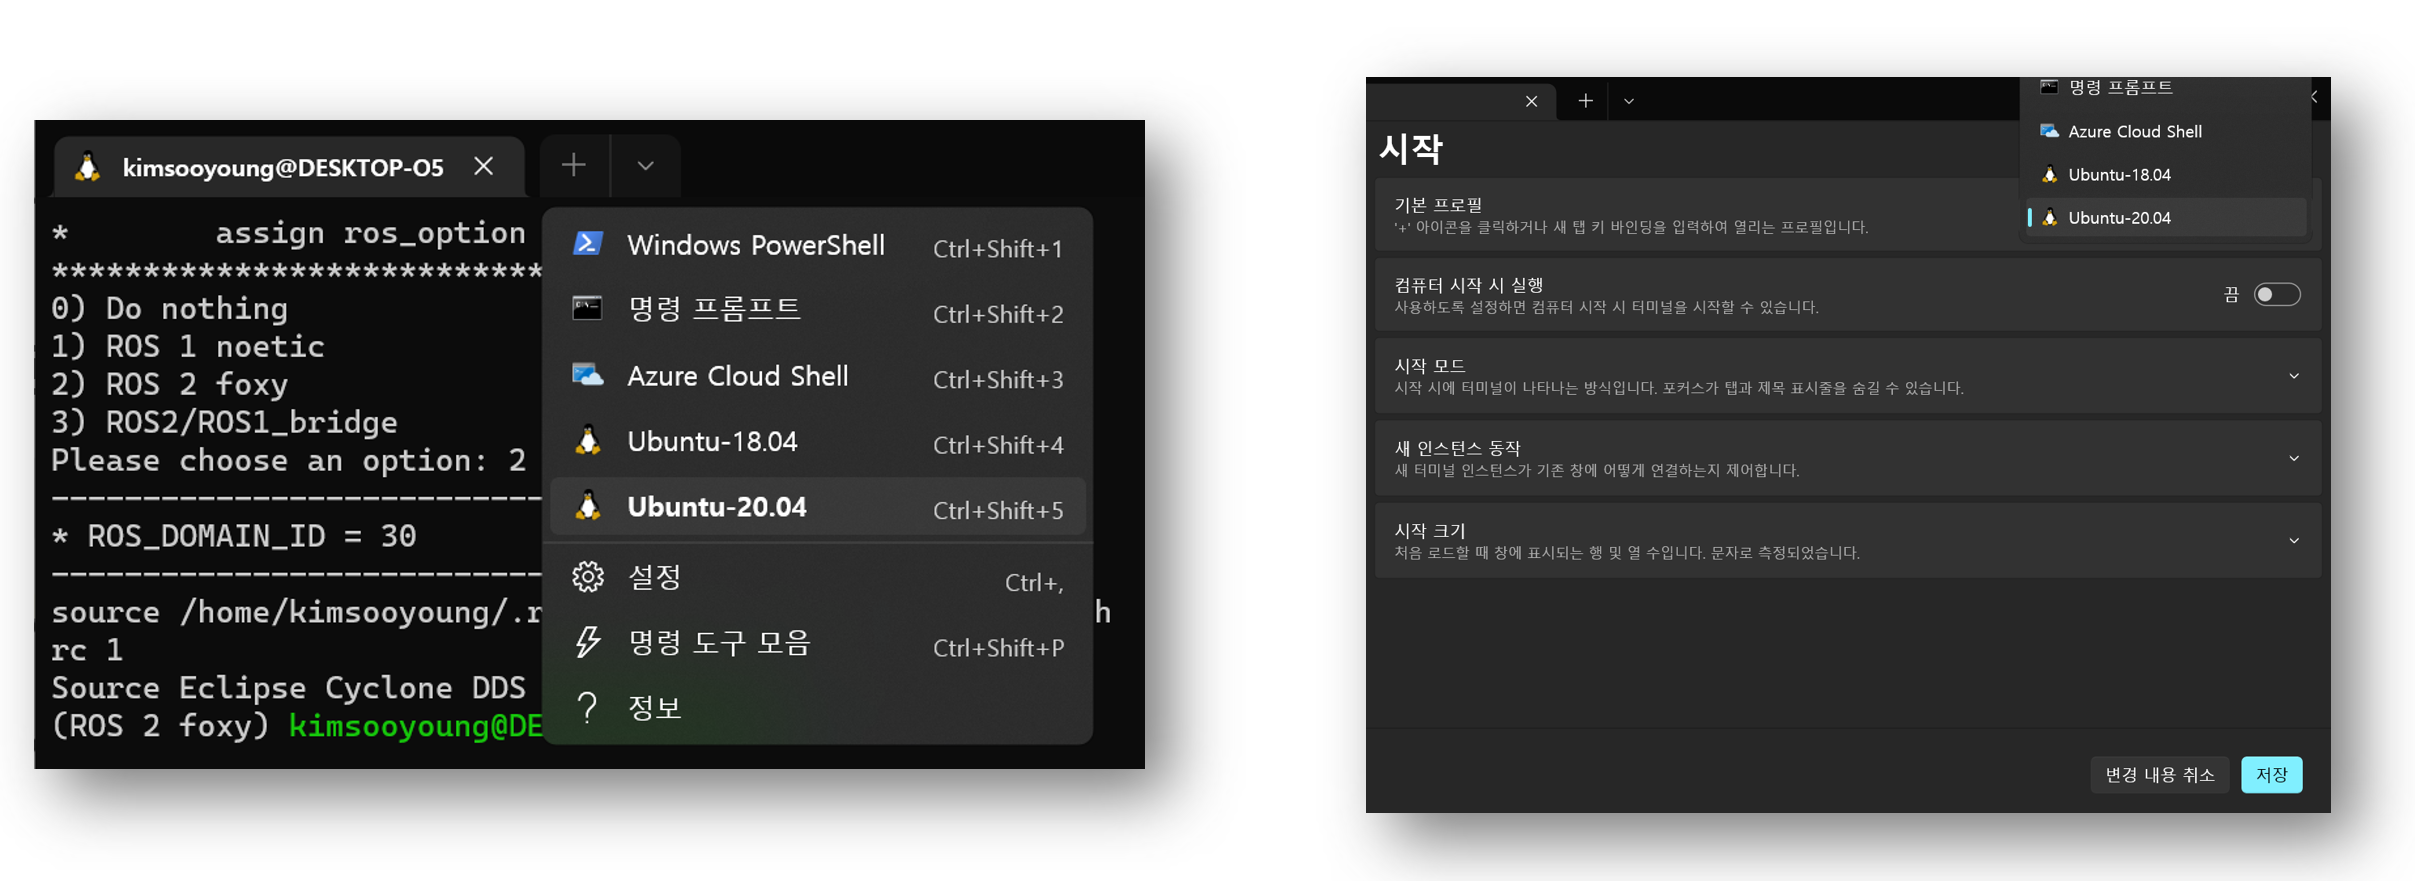 kimsooyoung@DESKTOP-O5
* assign ros_option
***************************
0) Do nothing
1) ROS 1 noetic
2) ROS 2 foxy
3) ROS2/ROS1_bridge
Please choose an option: 2
---------------------------
* ROS_DOMAIN_ID = 30
---------------------------
source /home/kimsooyoung/.r
h
rc 1
Source Eclipse Cyclone DDS
(ROS 2 foxy) kimsooyoung@DE
Windows PowerShell Ctrl+Shift+1
명령 프롬프트 Ctrl+Shift+2
Azure Cloud Shell Ctrl+Shift+3
Ubuntu-18.04 Ctrl+Shift+4
Ubuntu-20.04 Ctrl+Shift+5
설정 Ctrl+,
명령 도구 모음 Ctrl+Shift+P
정보
시작
명령 프롬프트
Azure Cloud Shell
Ubuntu-18.04
Ubuntu-20.04
기본 프로필
'+' 아이콘을 클릭하거나 새 탭 키 바인딩을 입력하여 열리는 프로필입니다.
컴퓨터 시작 시 실행
사용하도록 설정하면 컴퓨터 시작 시 터미널을 시작할 수 있습니다.
끔
시작 모드
시작 시에 터미널이 나타나는 방식입니다. 포커스가 탭과 제목 표시줄을 숨길 수 있습니다.
새 인스턴스 동작
새 터미널 인스턴스가 기존 창에 어떻게 연결하는지 제어합니다.
시작 크기
처음 로드할 때 창에 표시되는 행 및 열 수입니다. 문자로 측정되었습니다.
변경 내용 취소
저장